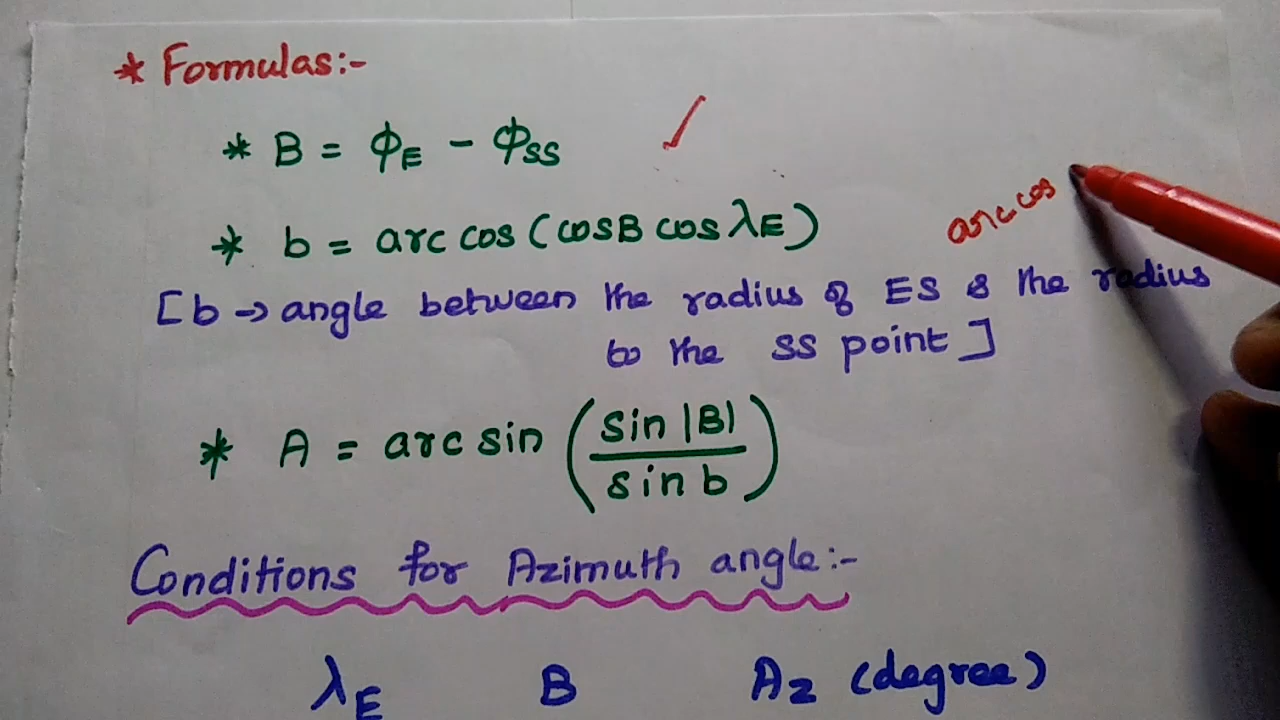 * Formulas:-
* B = ϕE - ϕSS
* b = arc cos (cosB cos λE)
arc cos
[b → angle between the radius of ES & the radius
to the SS point]
* A = arc sin (sin |B| / sin b)
Conditions for Azimuth angle:-
λE B Az (degree)